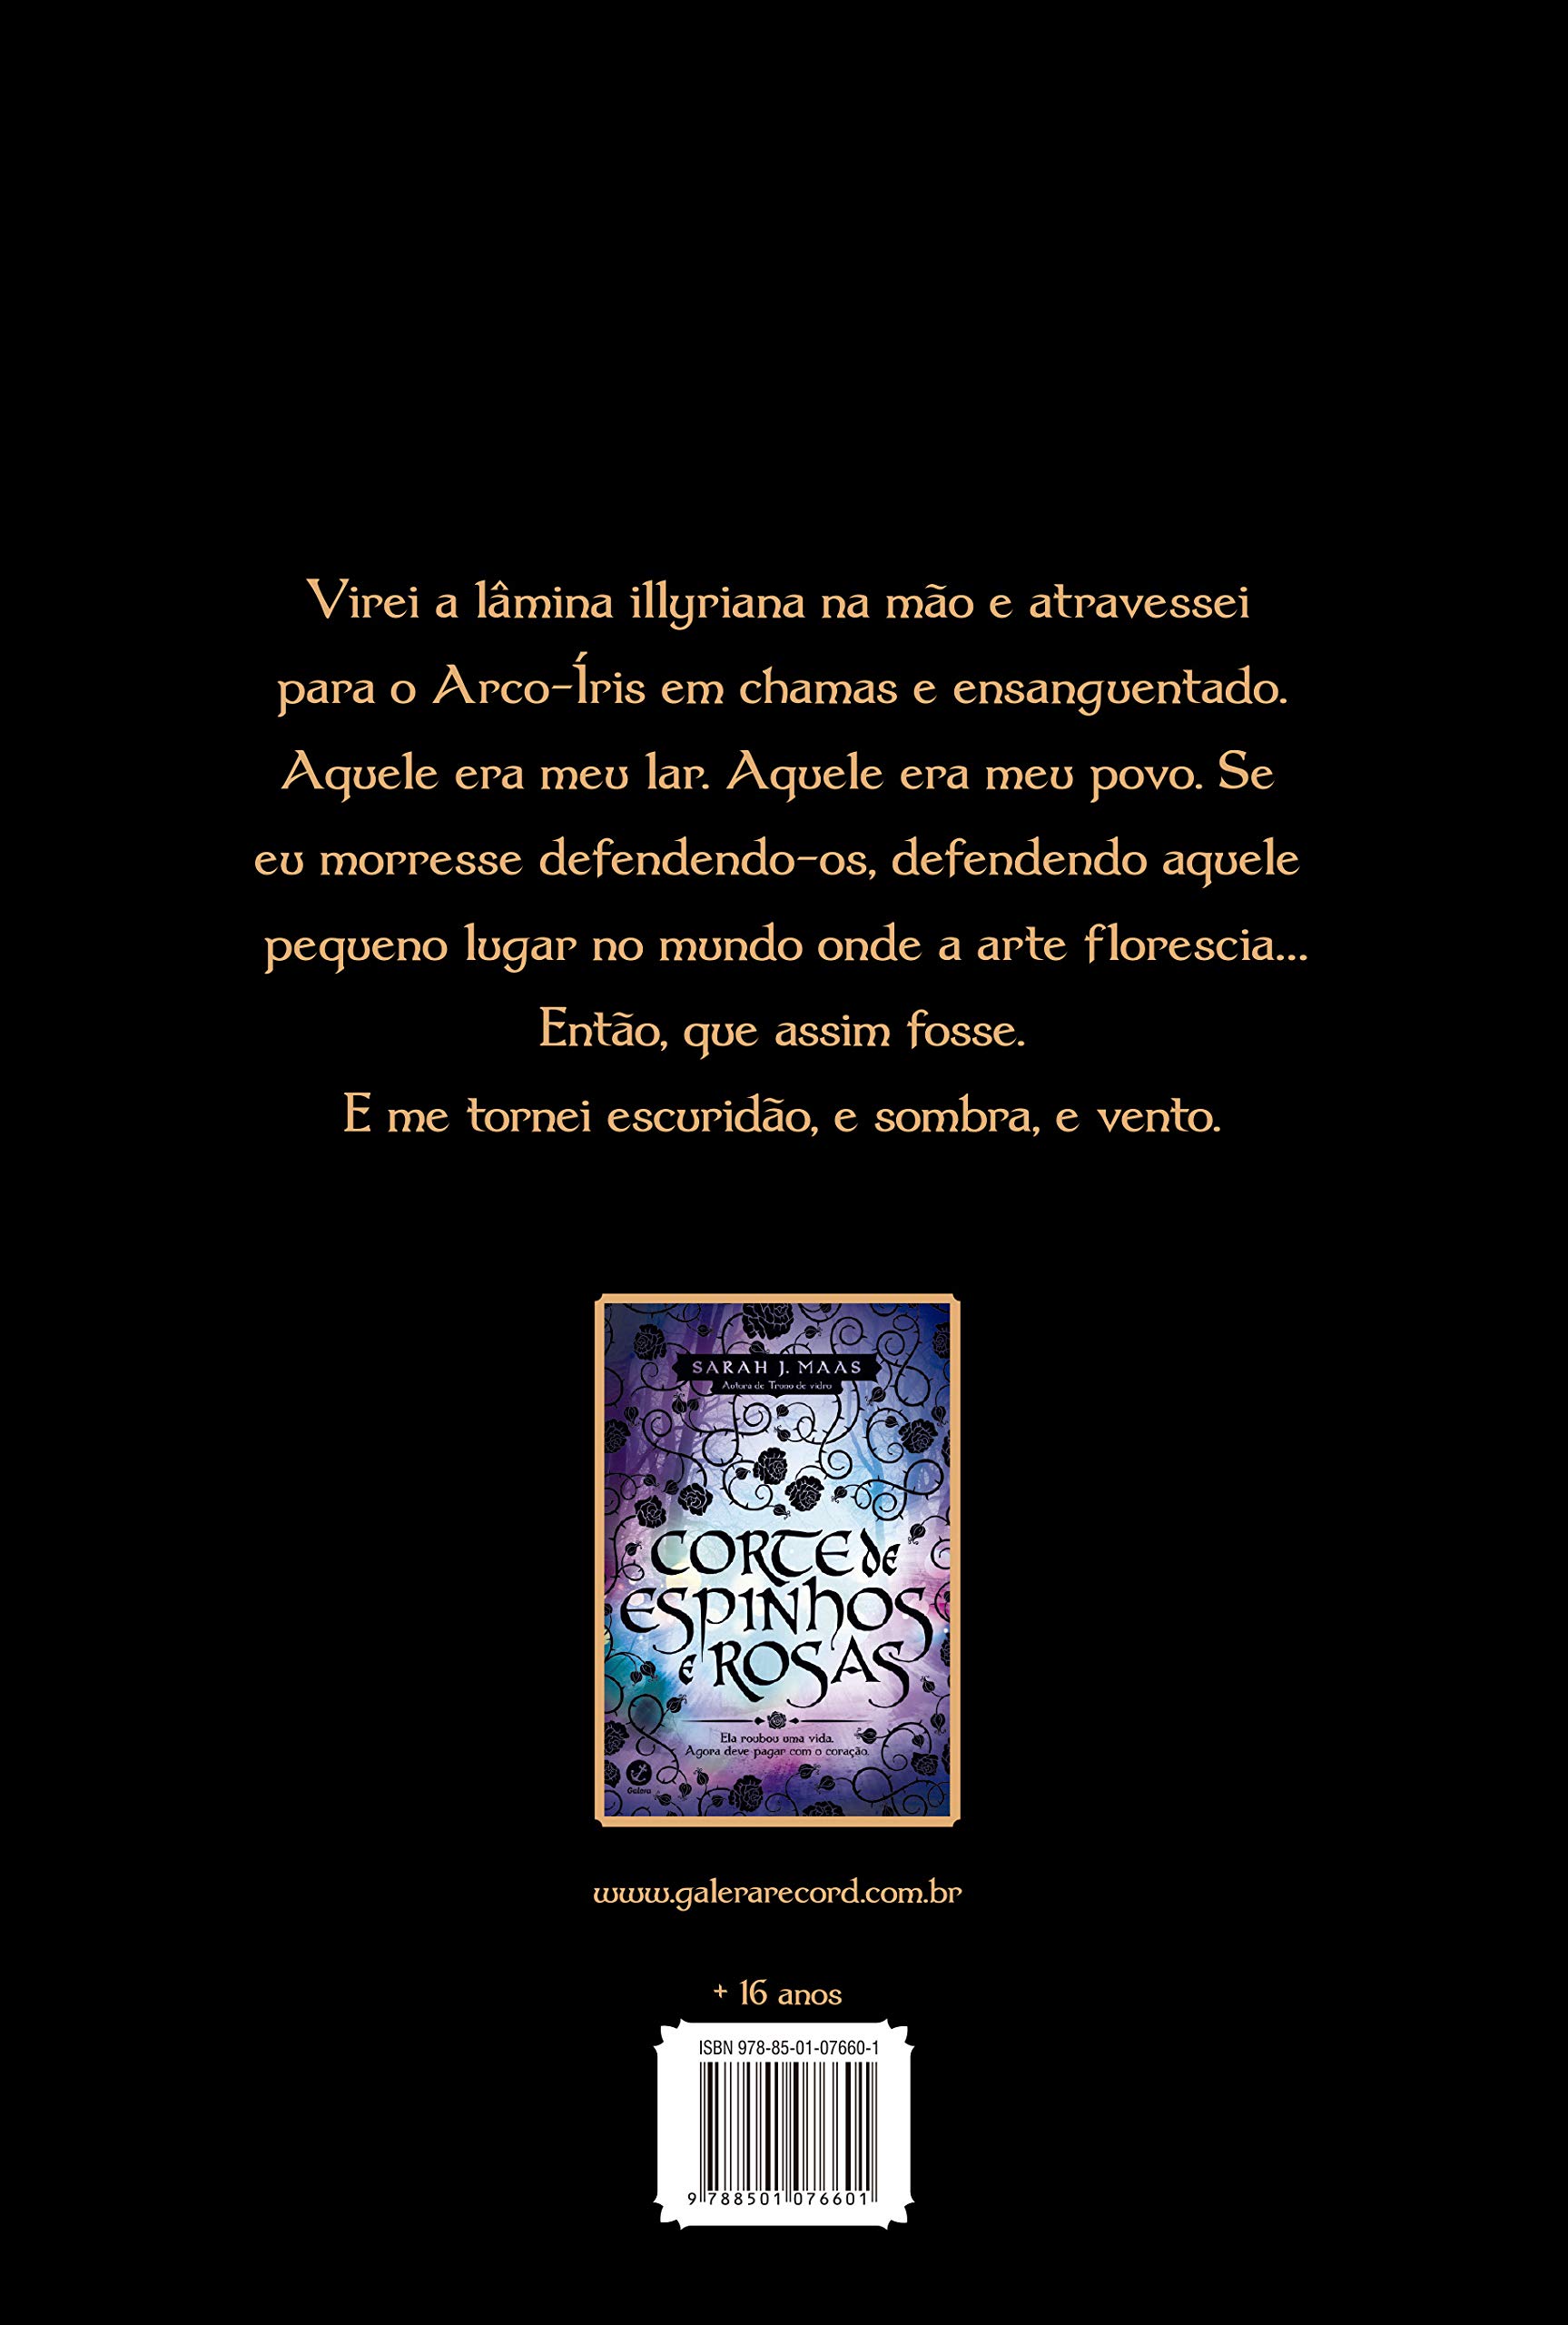 Virei a lâmina illyriana na mão e atravessei
para o Arco-Íris em chamas e ensanguentado.
Aquele era meu lar. Aquele era meu povo. Se
eu morresse defendendo-os, defendendo aquele
pequeno lugar no mundo onde a arte florescia...
Então, que assim fosse.
E me tornei escuridão, e sombra, e vento.
SARAH J. MAAS
Autora de Trono de vidro
CORTE DE
ESPINHOS
E ROSAS
Ela roubou uma vida.
Agora deve pagar com o coração.
Galera
www.galerarecord.com.br
+ 16 anos
ISBN 978-85-01-07660-1
9 788501 076601